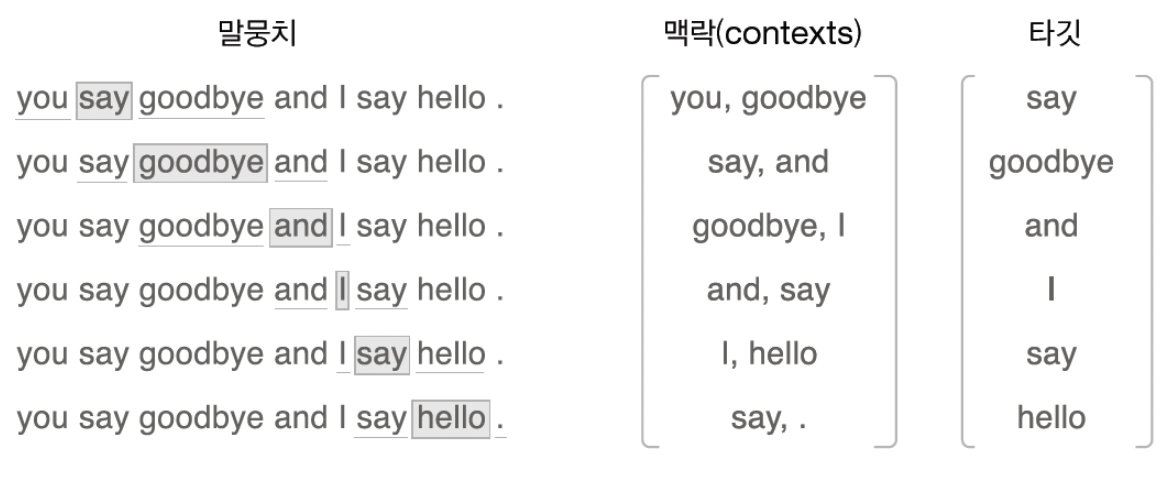 말뭉치 맥락(contexts) 타깃
you say goodbye and I say hello . you, goodbye say
you say goodbye and I say hello . say, and goodbye
you say goodbye and I say hello . goodbye, I and
you say goodbye and I say hello . and, say I
you say goodbye and I say hello . I, hello say
you say goodbye and I say hello . say, . hello